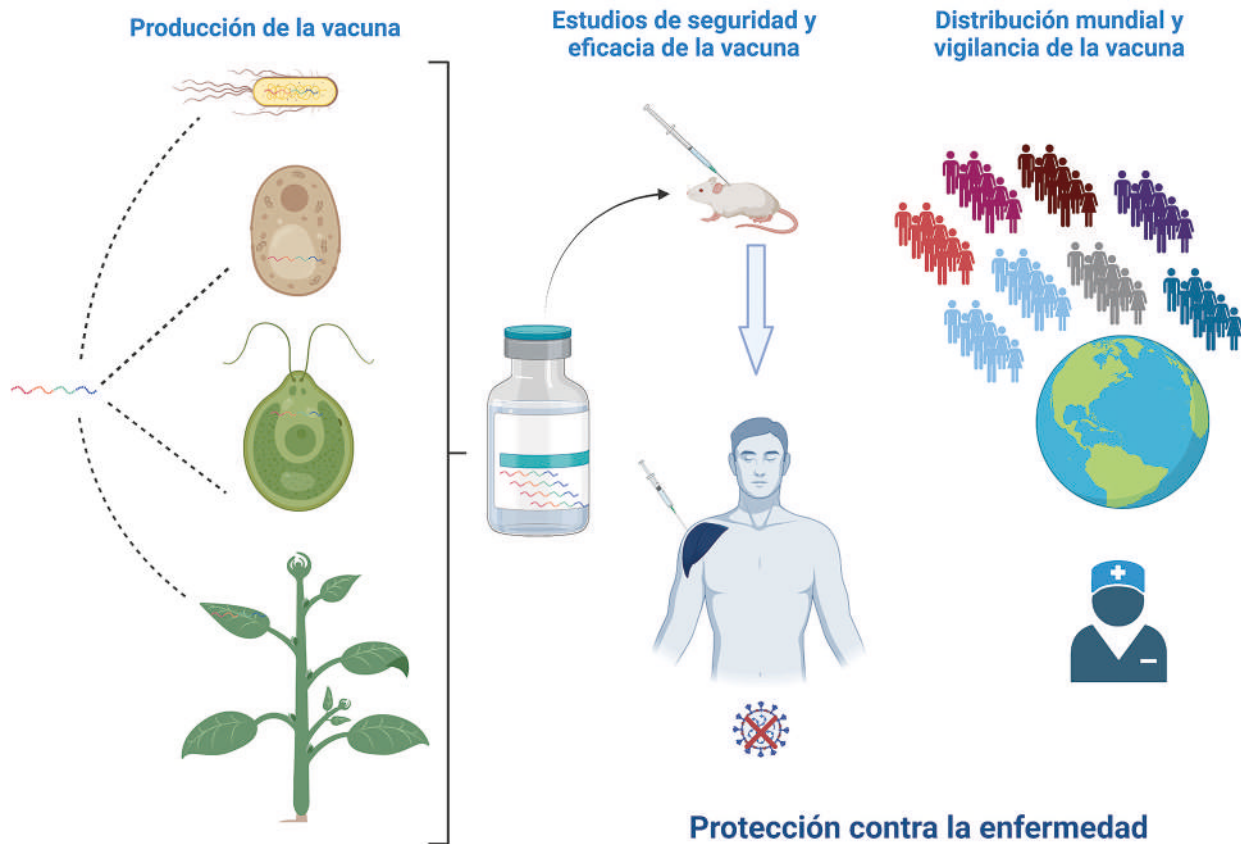 Producción de la vacuna
Estudios de seguridad y
eficacia de la vacuna
Distribución mundial y
vigilancia de la vacuna
Protección contra la enfermedad